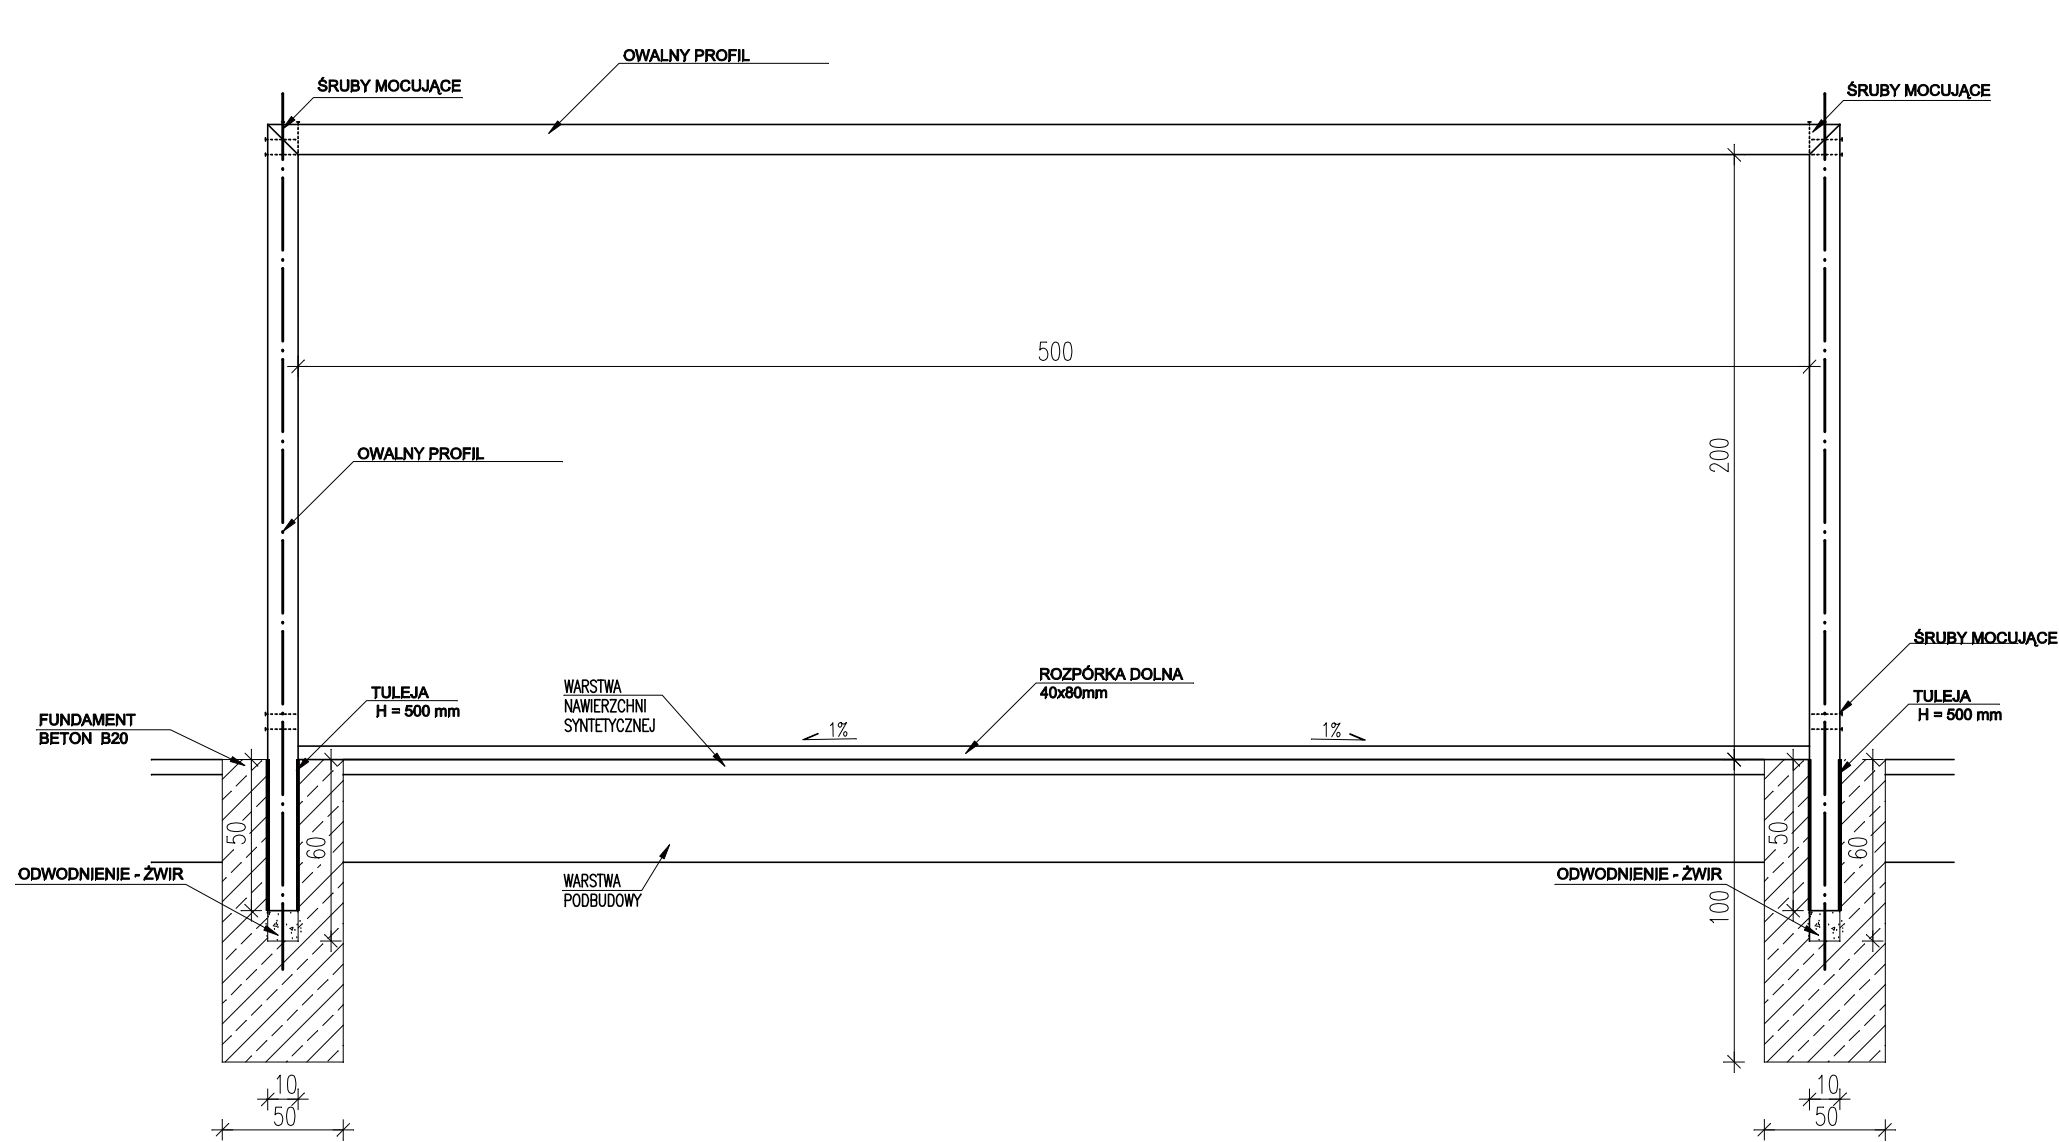 OWALNY PROFIL
ŚRUBY MOCUJĄCE
ŚRUBY MOCUJĄCE
500
200
OWALNY PROFIL
ŚRUBY MOCUJĄCE
ROZPÓRKA DOLNA
40x80mm
WARSTWA
NAWIERZCHNI
SYNTETYCZNEJ
TULEJA
H = 500 mm
TULEJA
H = 500 mm
FUNDAMENT
BETON B20
1%
1%
50
60
50
60
ODWODNIENIE - ŻWIR
WARSTWA
PODBUDOWY
ODWODNIENIE - ŻWIR
100
10
50
10
50